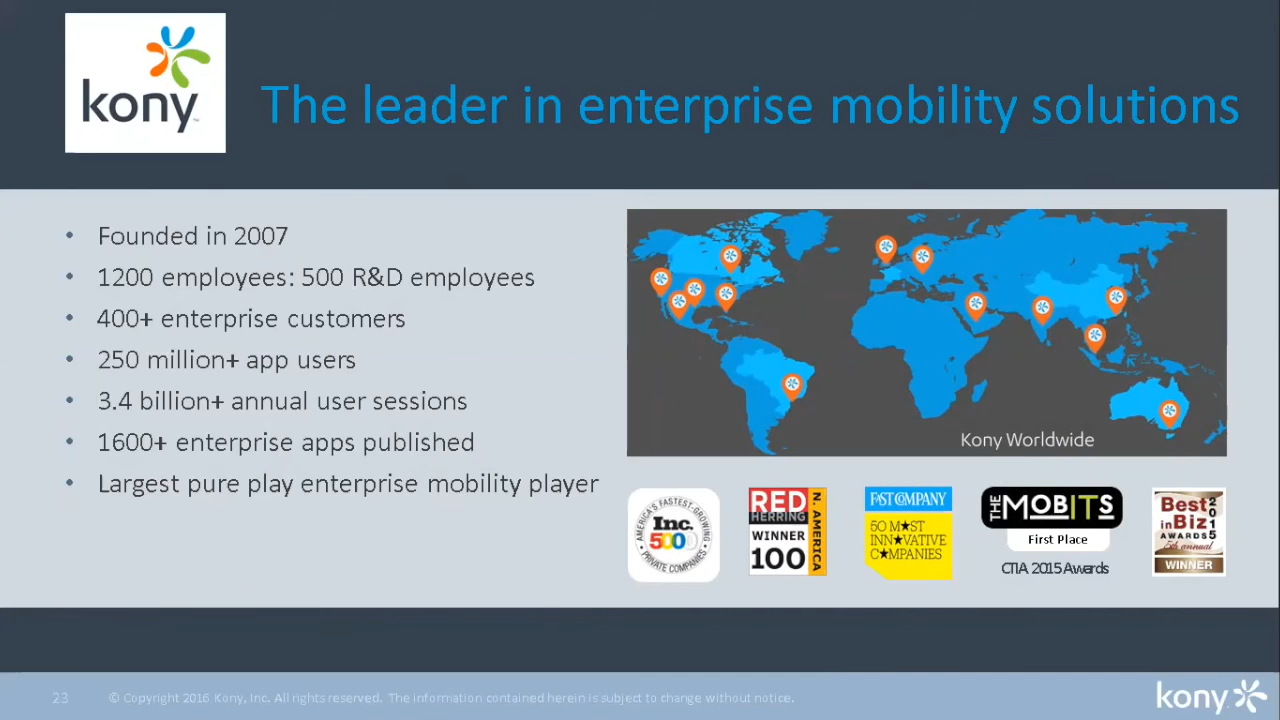 kony
The leader in enterprise mobility solutions
• Founded in 2007
• 1200 employees: 500 R&D employees
• 400+ enterprise customers
• 250 million+ app users
• 3.4 billion+ annual user sessions
• 1600+ enterprise apps published
• Largest pure play enterprise mobility player
Kony Worldwide
AMERICA'S FASTEST-GROWING
Inc.
5000
PRIVATE COMPANIES
RED
HERRING
WINNER
100
N. AMERICA
FAST COMPANY
50 MOST
INNOVATIVE
COMPANIES
THE MOBITS
First Place
CTIA 2015 Awards
Best
in Biz
AWARDS
2015
5th annual
WINNER
23
© Copyright 2016 Kony, Inc. All rights reserved. The information contained herein is subject to change without notice.
kony